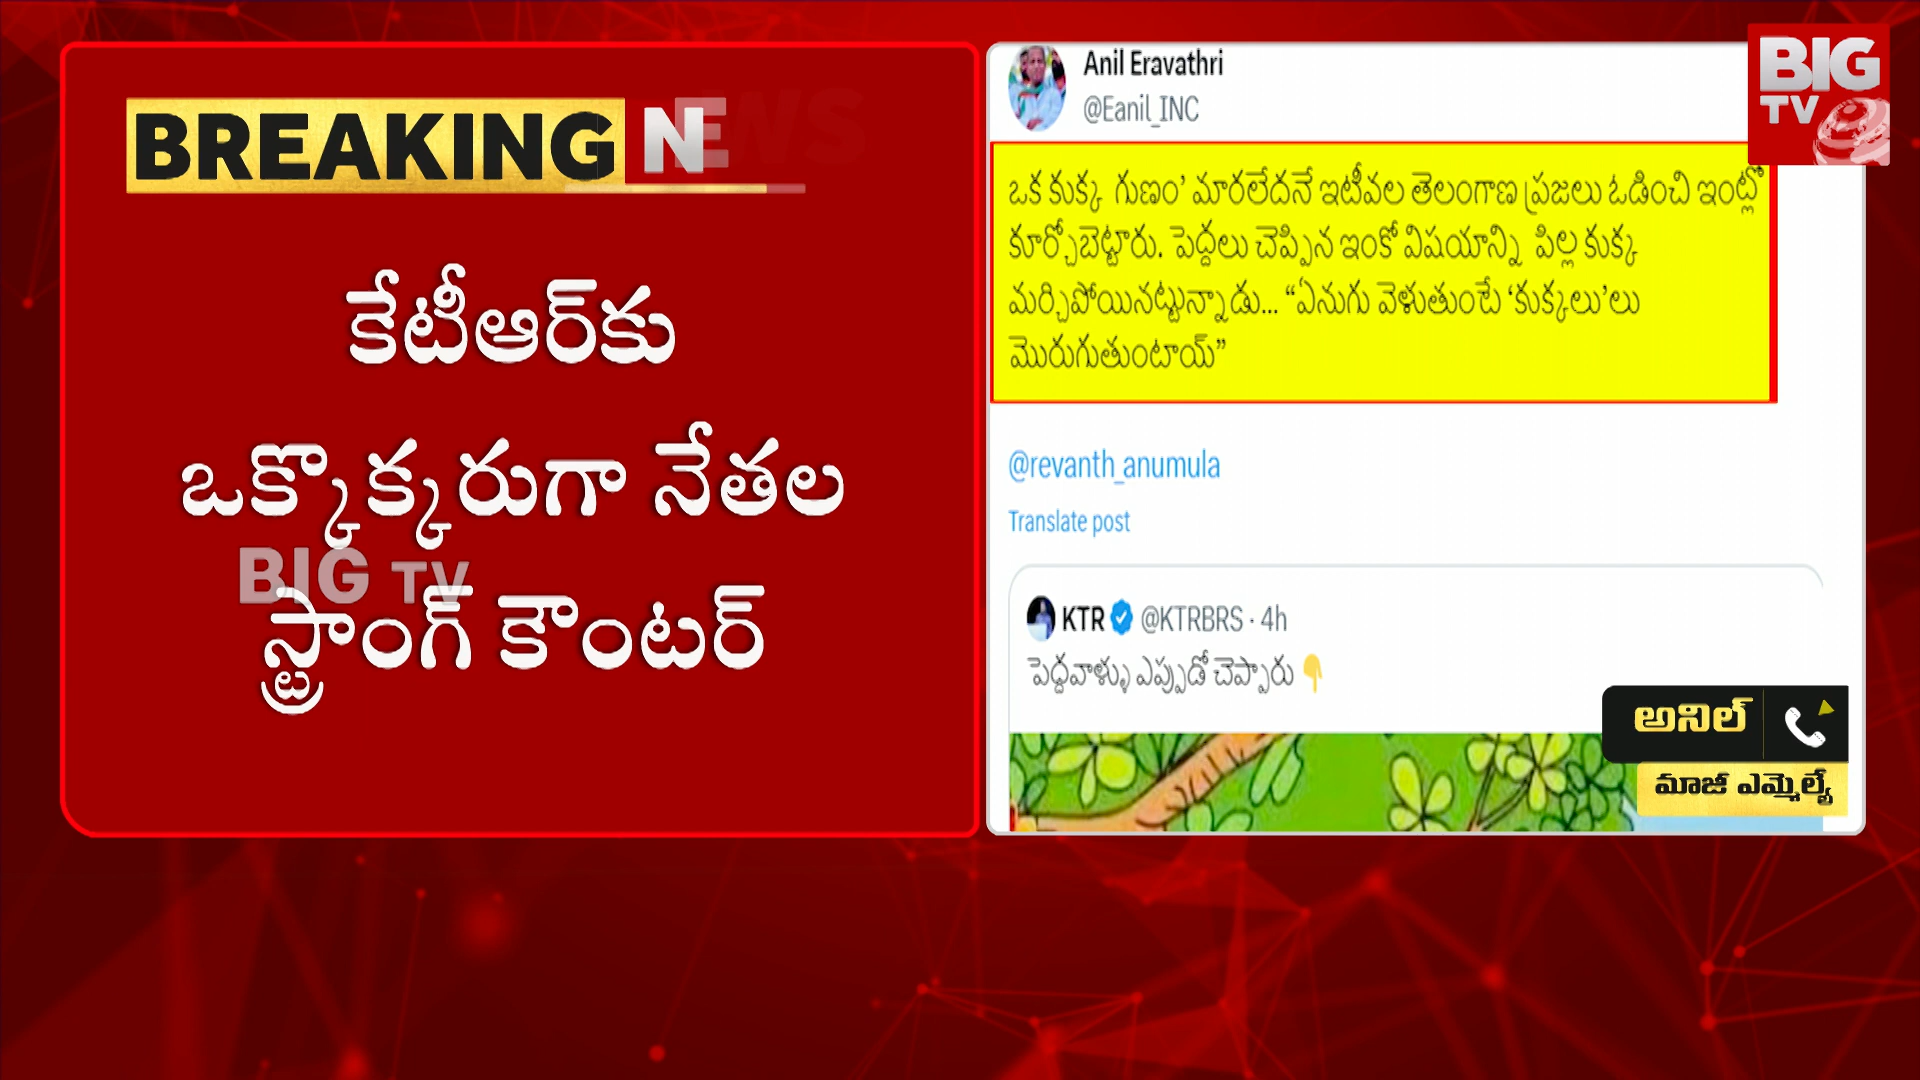 BREAKING NEWS
కేటీఆర్‌కు
ఒక్కొక్కరుగా నేతల
స్ట్రాంగ్ కౌంటర్
BIG TV
Anil Eravathri
@Eanil_INC
ఒక కుక్క గుణం’ మారలేదనే ఇటీవల తెలంగాణ ప్రజలు ఓడించి ఇంట్లో
కూర్చోబెట్టారు. పెద్దలు చెప్పిన ఇంకో విషయాన్ని పిల్ల కుక్క
మర్చిపోయినట్టున్నాడు... “ఏనుగు వెళుతుంటే ‘కుక్కలు’లు
మొరుగుతుంటాయ్”
@revanth_anumula
Translate post
KTR @KTRBRS · 4h
పెద్దవాళ్ళు ఎప్పుడో చెప్పారు
BIG
TV
అనిల్
మాజీ ఎమ్మెల్యే